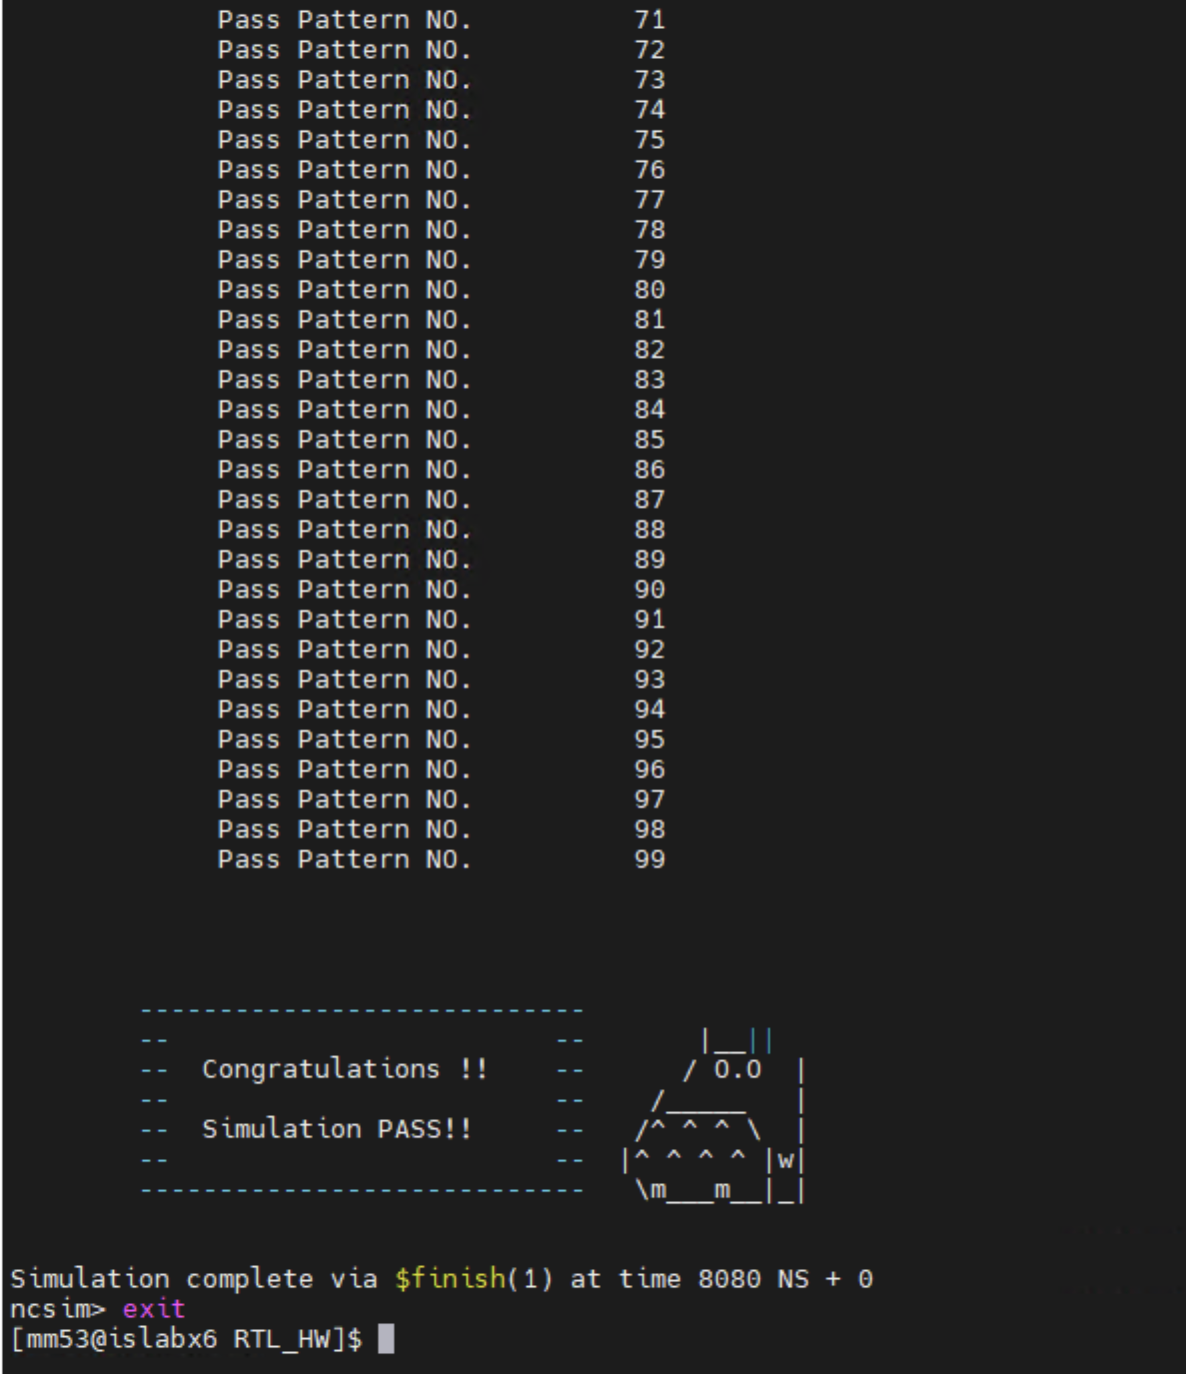 Pass Pattern NO. 71
Pass Pattern NO. 72
Pass Pattern NO. 73
Pass Pattern NO. 74
Pass Pattern NO. 75
Pass Pattern NO. 76
Pass Pattern NO. 77
Pass Pattern NO. 78
Pass Pattern NO. 79
Pass Pattern NO. 80
Pass Pattern NO. 81
Pass Pattern NO. 82
Pass Pattern NO. 83
Pass Pattern NO. 84
Pass Pattern NO. 85
Pass Pattern NO. 86
Pass Pattern NO. 87
Pass Pattern NO. 88
Pass Pattern NO. 89
Pass Pattern NO. 90
Pass Pattern NO. 91
Pass Pattern NO. 92
Pass Pattern NO. 93
Pass Pattern NO. 94
Pass Pattern NO. 95
Pass Pattern NO. 96
Pass Pattern NO. 97
Pass Pattern NO. 98
Pass Pattern NO. 99
----------------------------
--                        --       |__||
--  Congratulations !!    --      / O.O  |
--                        --    /_____   |
--  Simulation PASS!!     --   /^ ^ ^ \  |
--                        --  |^ ^ ^ ^ |w|
----------------------------   \m___m__|_|
Simulation complete via $finish(1) at time 8080 NS + 0
ncsim> exit
[mm53@islabx6 RTL_HW]$